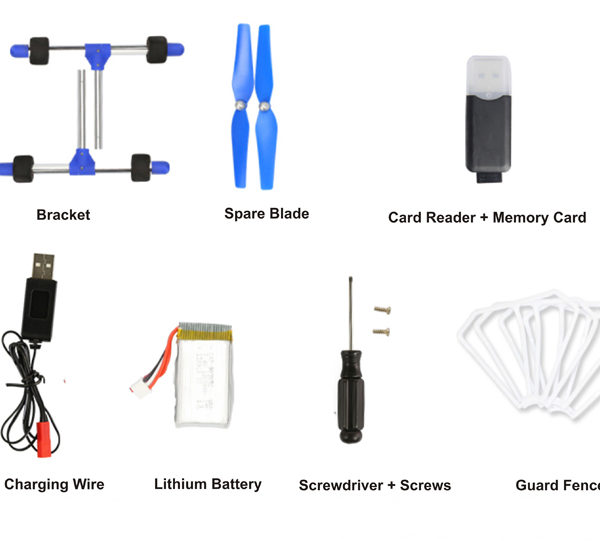 Bracket
Spare Blade
Card Reader + Memory Card
Charging Wire
Lithium Battery
Screwdriver + Screws
Guard Fence